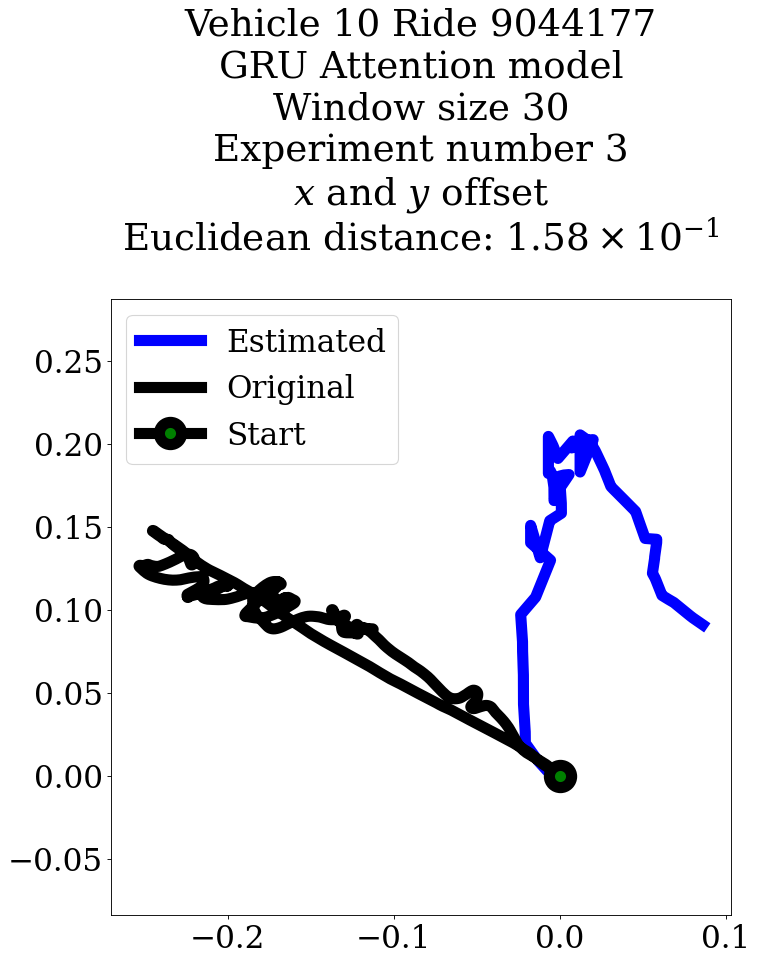 Vehicle 10 Ride 9044177
GRU Attention model
Window size 30
Experiment number 3
x and y offset
Euclidean distance: 1.58 × 10⁻¹
Estimated
Original
Start
0.25
0.20
0.15
0.10
0.05
0.00
−0.05
−0.2 −0.1 0.0 0.1